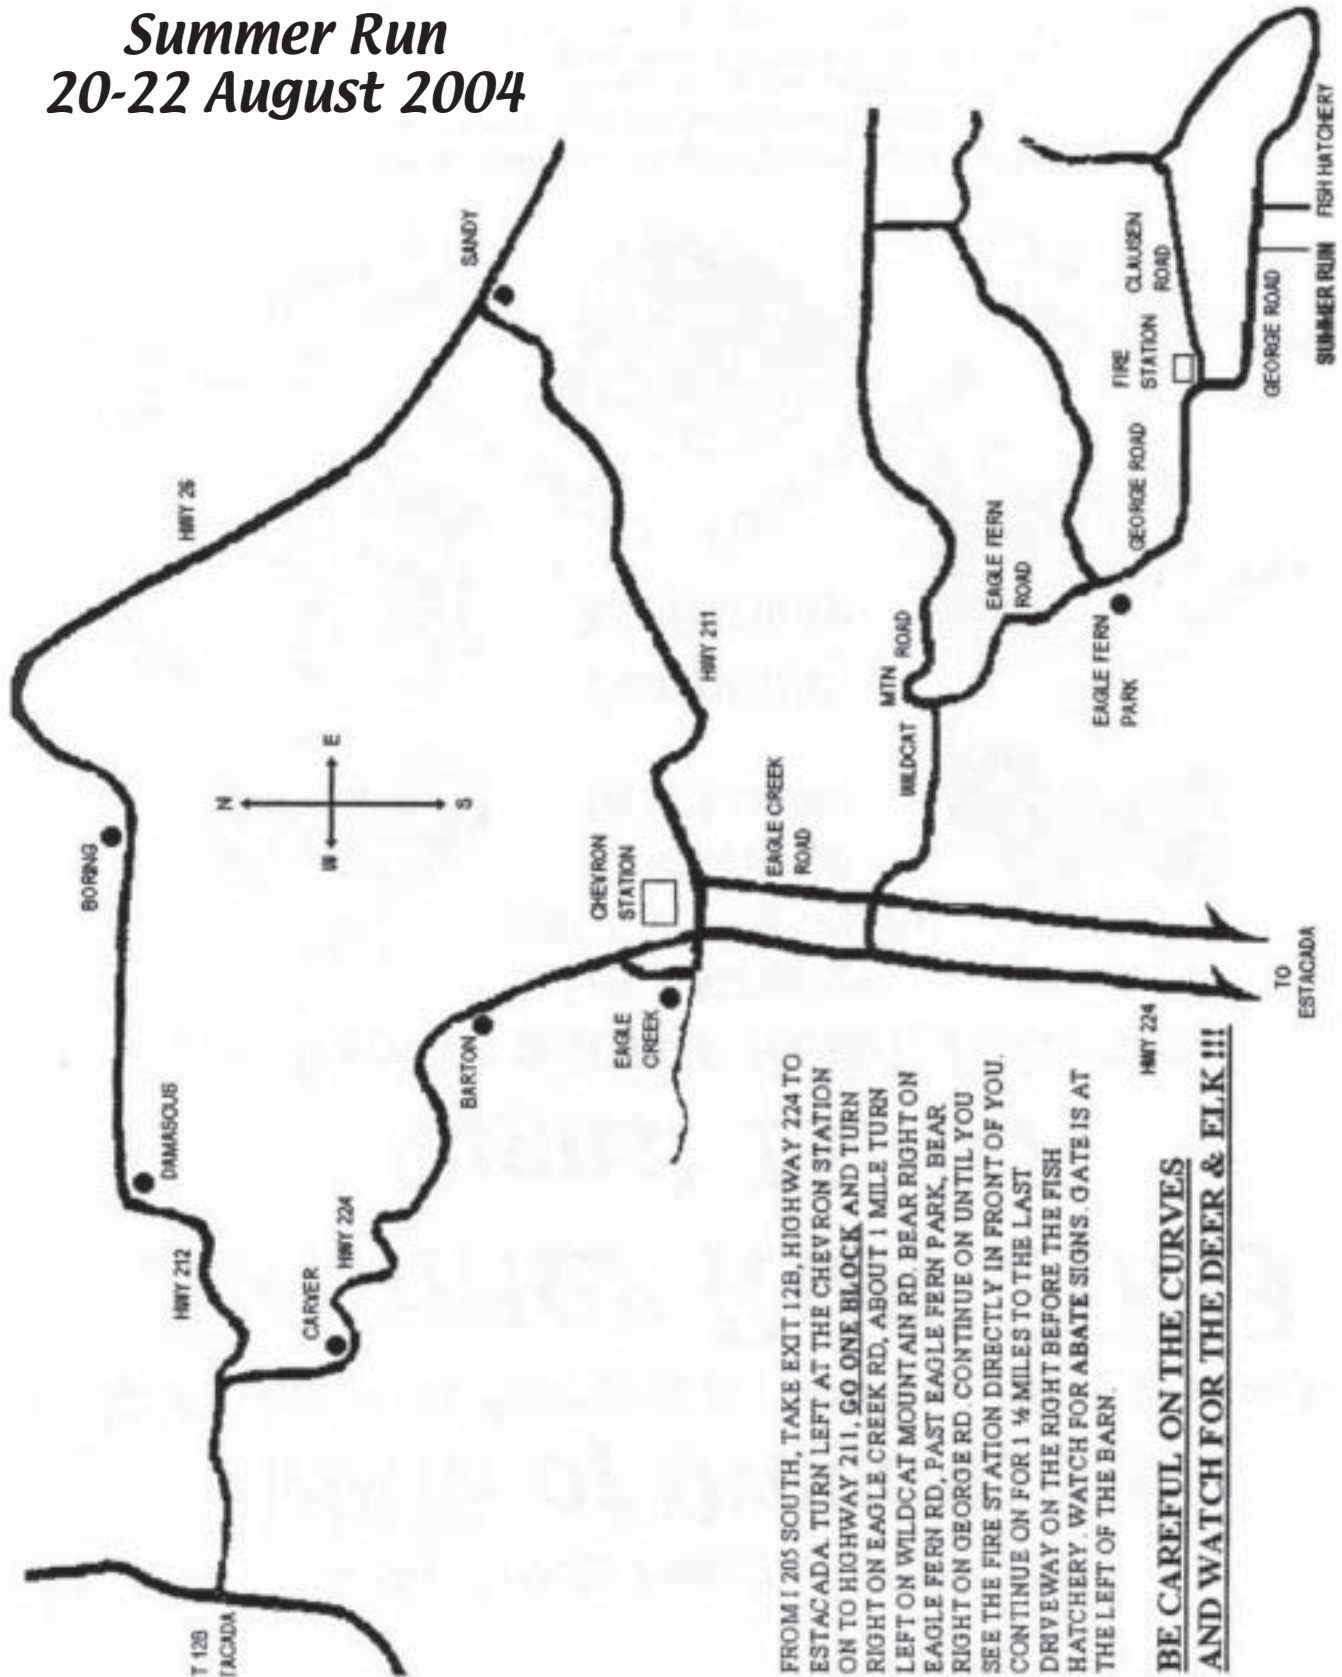 Summer Run
20-22 August 2004
SANDY
HWY 26
BORING
N
W
E
S
DAMASOUS
HWY 212
CARVER
HWY 224
BARTON
EAGLE
CREEK
CHEVRON
STATION
HWY 211
EAGLE CREEK
ROAD
WILDCAT
MTN
ROAD
EAGLE FERN
ROAD
EAGLE FERN
PARK
GEORGE ROAD
FIRE
STATION
CLAUSEN
ROAD
GEORGE ROAD
SUMMER RUN
FISH HATCHERY
HWY 224
TO
ESTACADA
T 12B
TACADA
FROM I 205 SOUTH, TAKE EXIT 12B, HIGHWAY 224 TO
ESTACADA. TURN LEFT AT THE CHEVRON STATION
ON TO HIGHWAY 211, GO ONE BLOCK AND TURN
RIGHT ON EAGLE CREEK RD, ABOUT 1 MILE TURN
LEFT ON WILDCAT MOUNTAIN RD. BEAR RIGHT ON
EAGLE FERN RD, PAST EAGLE FERN PARK, BEAR
RIGHT ON GEORGE RD. CONTINUE ON UNTIL YOU
SEE THE FIRE STATION DIRECTLY IN FRONT OF YOU.
CONTINUE ON FOR 1 MILES TO THE LAST
DRIVEWAY ON THE RIGHT BEFORE THE FISH
HATCHERY. WATCH FOR ABATE SIGNS. GATE IS AT
THE LEFT OF THE BARN.
BE CAREFUL ON THE CURVES
AND WATCH FOR THE DEER & ELK !!!